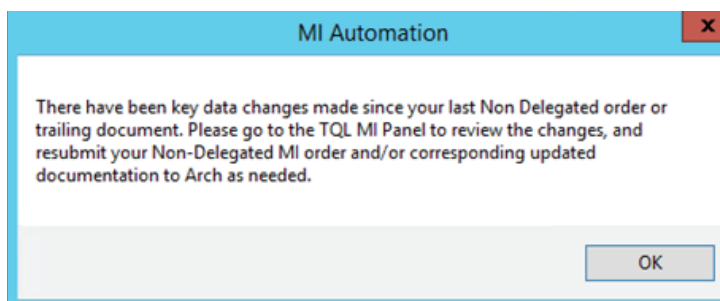 MI Automation
x
There have been key data changes made since your last Non Delegated order or
trailing document. Please go to the TQL MI Panel to review the changes, and
resubmit your Non-Delegated MI order and/or corresponding updated
documentation to Arch as needed.
OK